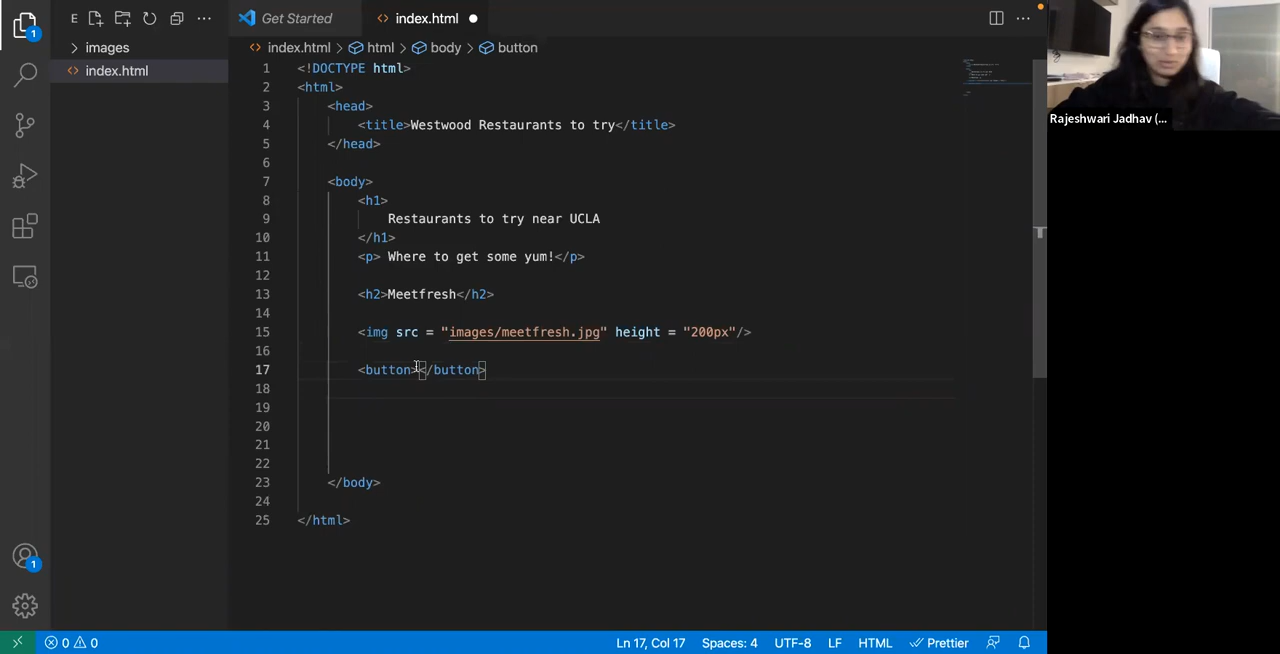 1
E
Get Started
index.html
images
index.html
index.html > html > body > button
1 <!DOCTYPE html>
2 <html>
3 <head>
4 <title>Westwood Restaurants to try</title>
5 </head>
6
7 <body>
8 <h1>
9 Restaurants to try near UCLA
10 </h1>
11 <p> Where to get some yum!</p>
12
13 <h2>Meetfresh</h2>
14
15 <img src = "images/meetfresh.jpg" height = "200px"/>
16
17 <button></button>
18
19
20
21
22
23 </body>
24
25 </html>
Rajeshwari Jadhav (...
1
0 0
Ln 17, Col 17
Spaces: 4
UTF-8
LF
HTML
Prettier